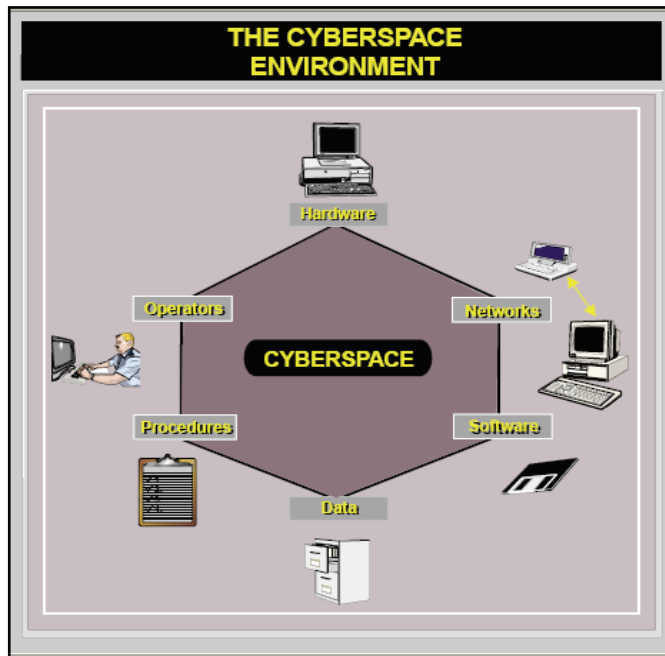 THE CYBERSPACE
ENVIRONMENT
Hardware
Operators
Networks
CYBERSPACE
Procedures
Software
Data